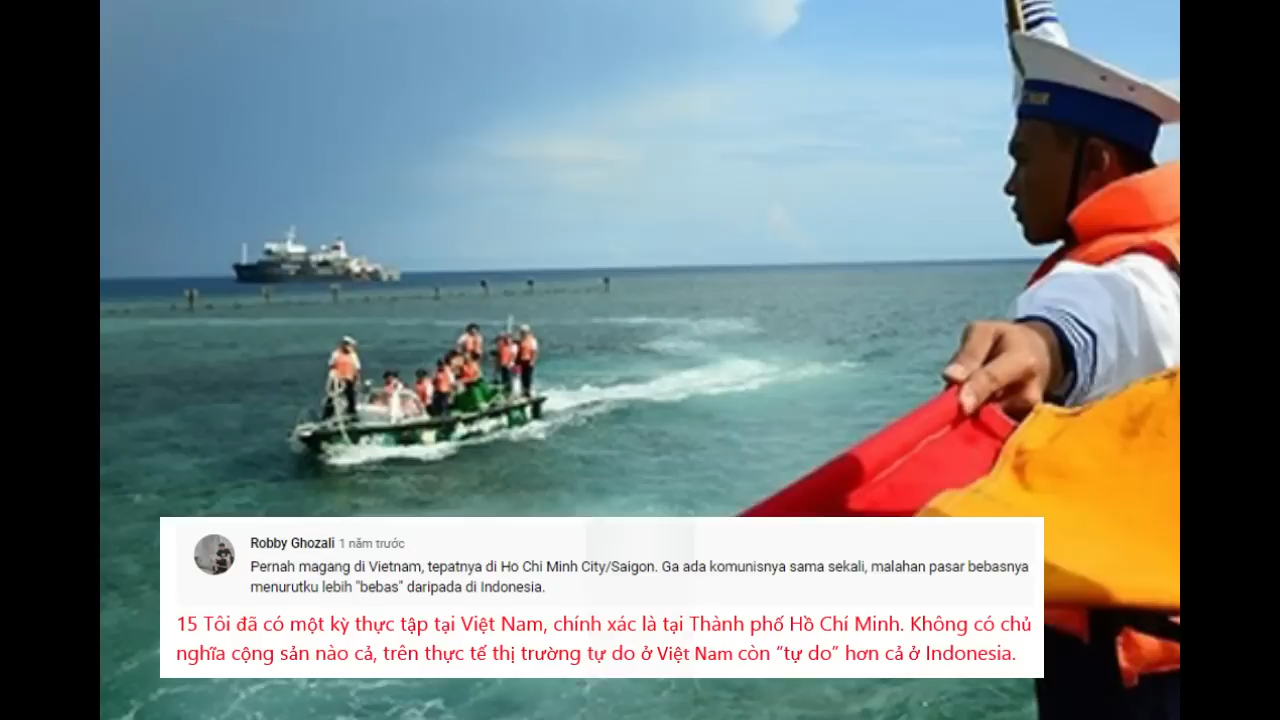 Robby Ghozali 1 năm trước
Pernah magang di Vietnam, tepatnya di Ho Chi Minh City/Saigon. Ga ada komunisnya sama sekali, malahan pasar bebasnya
menurutku lebih "bebas" daripada di Indonesia.
15 Tôi đã có một kỳ thực tập tại Việt Nam, chính xác là tại Thành phố Hồ Chí Minh. Không có chủ
nghĩa cộng sản nào cả, trên thực tế thị trường tự do ở Việt Nam còn “tự do” hơn cả ở Indonesia.